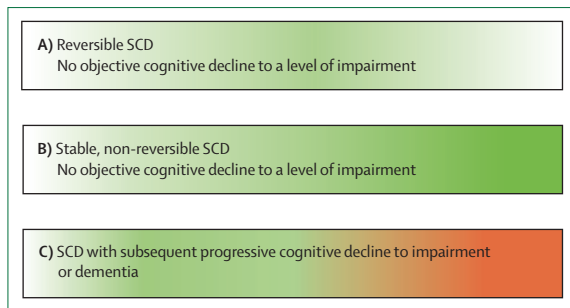 A) Reversible SCD
No objective cognitive decline to a level of impairment
B) Stable, non-reversible SCD
No objective cognitive decline to a level of impairment
C) SCD with subsequent progressive cognitive decline to impairment
or dementia